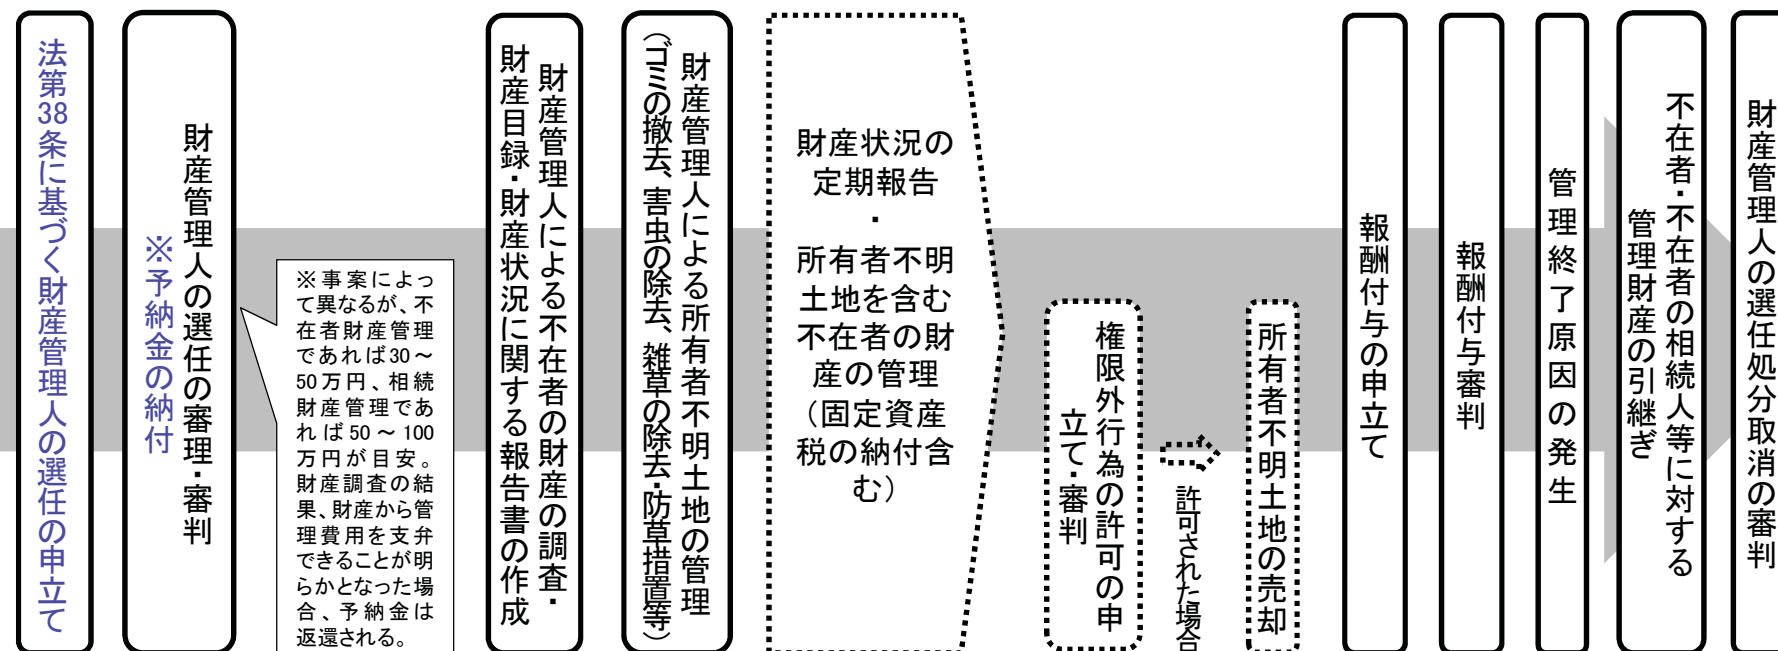 法第38条に基づく財産管理人の選任の申立て
財産管理人の選任の審理・審判
※予納金の納付
※事案によっ
て異なるが、不
在者財産管理
であれば30～
50万円、相続
財産管理であ
れば50～100
万円が目安。
財産調査の結
果、財産から管
理費用を支弁
できることが明
らかとなった場
合、予納金は
返還される。
財産管理人による不在者の財産の調査・
財産目録・財産状況に関する報告書の作成
財産管理人による所有者不明土地の管理
（ゴミの撤去、害虫の除去、雑草の除去・防草措置等）
財産状況の
定期報告
・
所有者不明
土地を含む
不在者の財
産の管理
（固定資産
税の納付含
む）
権限外行為の許可の申
立て・審判
許可された場合
所有者不明土地の売却
報酬付与の申立て
報酬付与審判
管理終了原因の発生
不在者・不在者の相続人等に対する
管理財産の引継ぎ
財産管理人の選任処分取消の審判